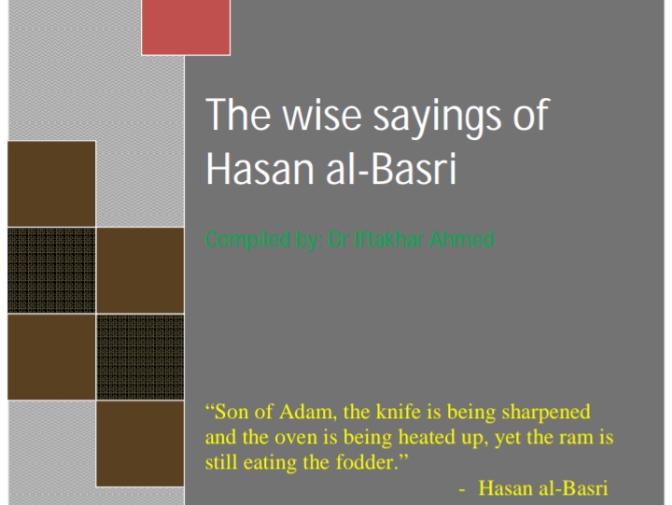 The wise sayings of
Hasan al-Basri
Compiled by: Dr Iftakhar Ahmed
“Son of Adam, the knife is being sharpened
and the oven is being heated up, yet the ram is
still eating the fodder.”
- Hasan al-Basri